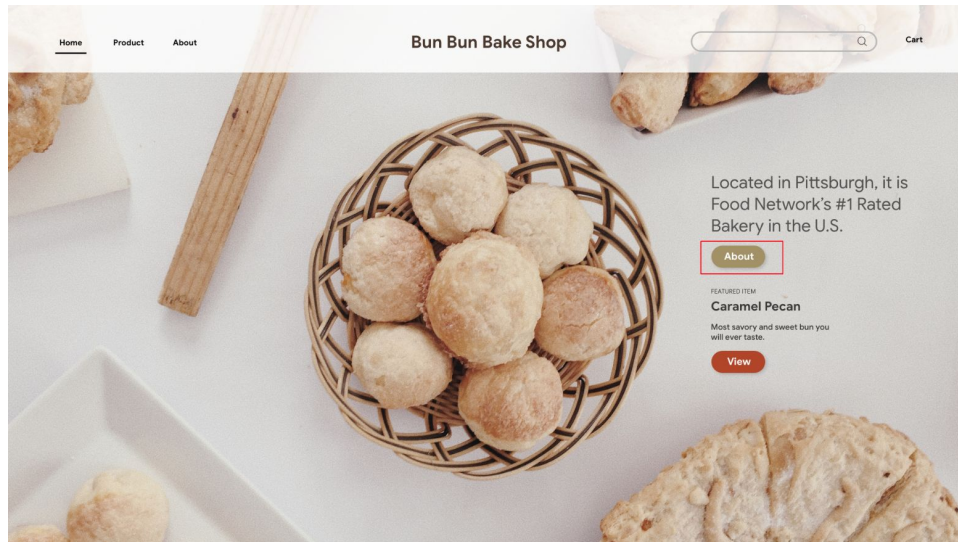 Home
Product
About
Bun Bun Bake Shop
Cart
Located in Pittsburgh, it is
Food Network's #1 Rated
Bakery in the U.S.
About
FEATURED ITEM
Caramel Pecan
Most savory and sweet bun you
will ever taste.
View